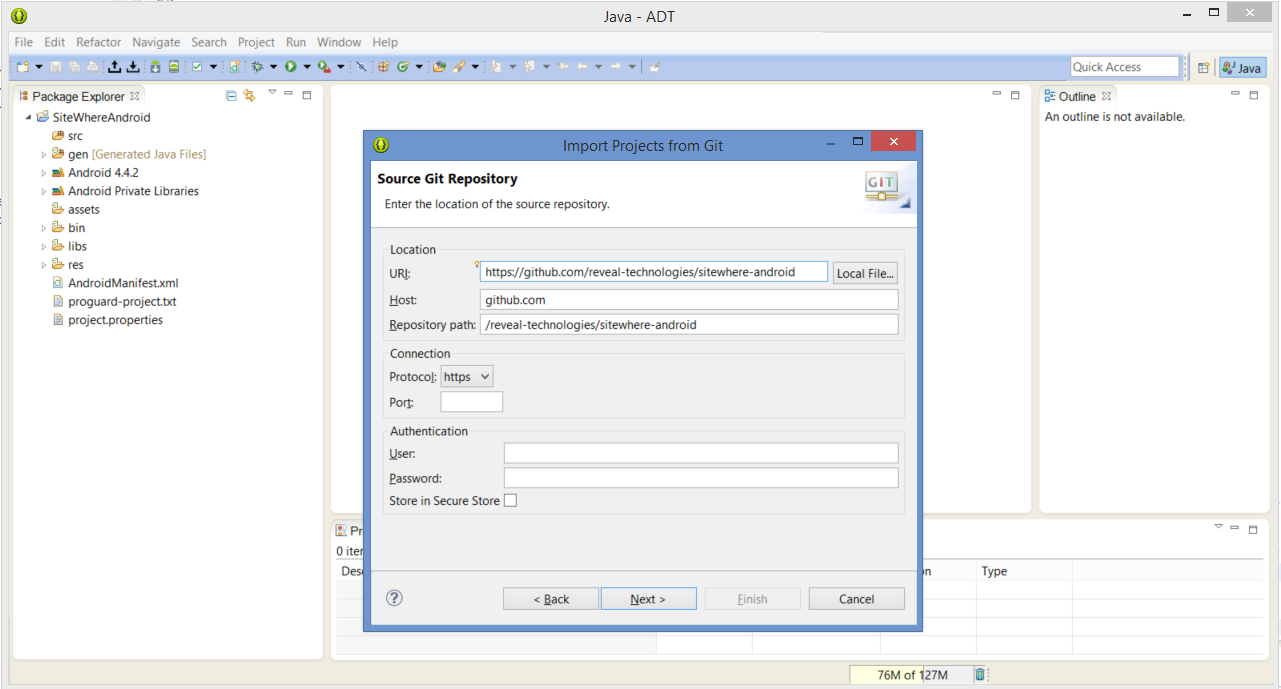 Java - ADT
File Edit Refactor Navigate Search Project Run Window Help
Quick Access
Java
Package Explorer
SiteWhereAndroid
src
gen [Generated Java Files]
Android 4.4.2
Android Private Libraries
assets
bin
libs
res
AndroidManifest.xml
proguard-project.txt
project.properties
Outline
An outline is not available.
Import Projects from Git
Source Git Repository
Enter the location of the source repository.
GIT
Location
URI: https://github.com/reveal-technologies/sitewhere-android Local File...
Host: github.com
Repository path: /reveal-technologies/sitewhere-android
Connection
Protocol: https
Port:
Authentication
User:
Password:
Store in Secure Store
< Back Next > Finish Cancel
Pr
0 iter
Des
on Type
76M of 127M